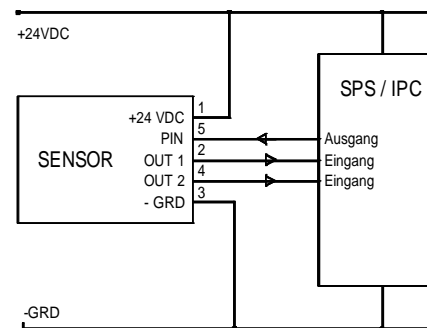 +24VDC
SPS / IPC
1
+24 VDC
5
PIN
Ausgang
2
SENSOR
OUT 1
Eingang
4
OUT 2
Eingang
3
- GRD
-GRD